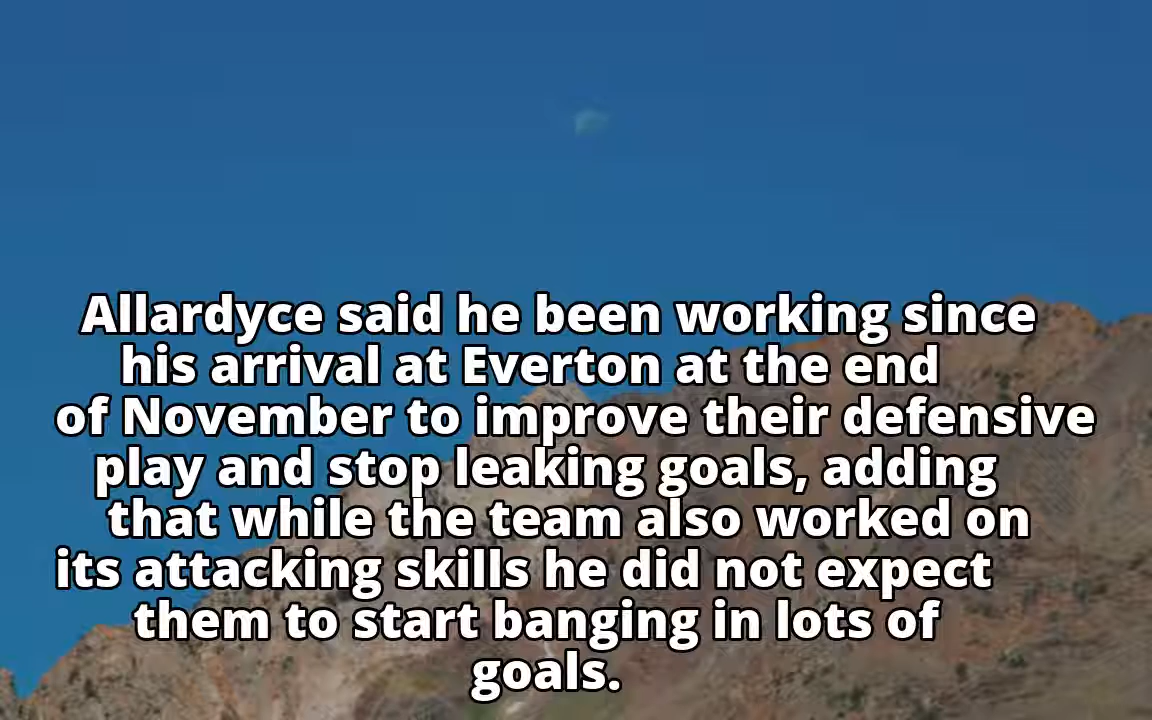 Allardyce said he been working since
his arrival at Everton at the end
of November to improve their defensive
play and stop leaking goals, adding
that while the team also worked on
its attacking skills he did not expect
them to start banging in lots of
goals.